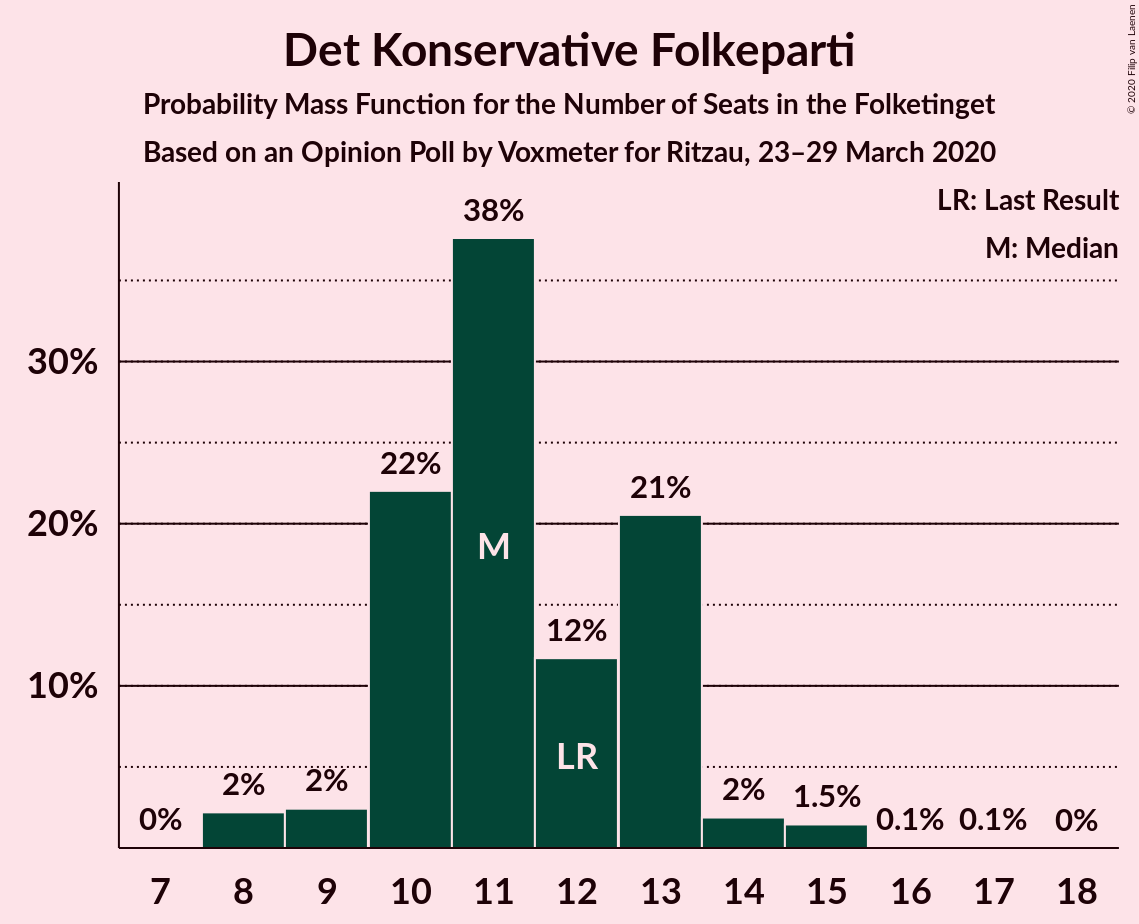 © 2020 Filip van Laenen
Det Konservative Folkeparti
Probability Mass Function for the Number of Seats in the Folketinget
Based on an Opinion Poll by Voxmeter for Ritzau, 23–29 March 2020
LR: Last Result
M: Median
38%
30%
22%
21%
20%
M
12%
10%
LR
2%
2%
2%
1.5%
0%
0.1%
0.1%
0%
7 8 9 10 11 12 13 14 15 16 17 18